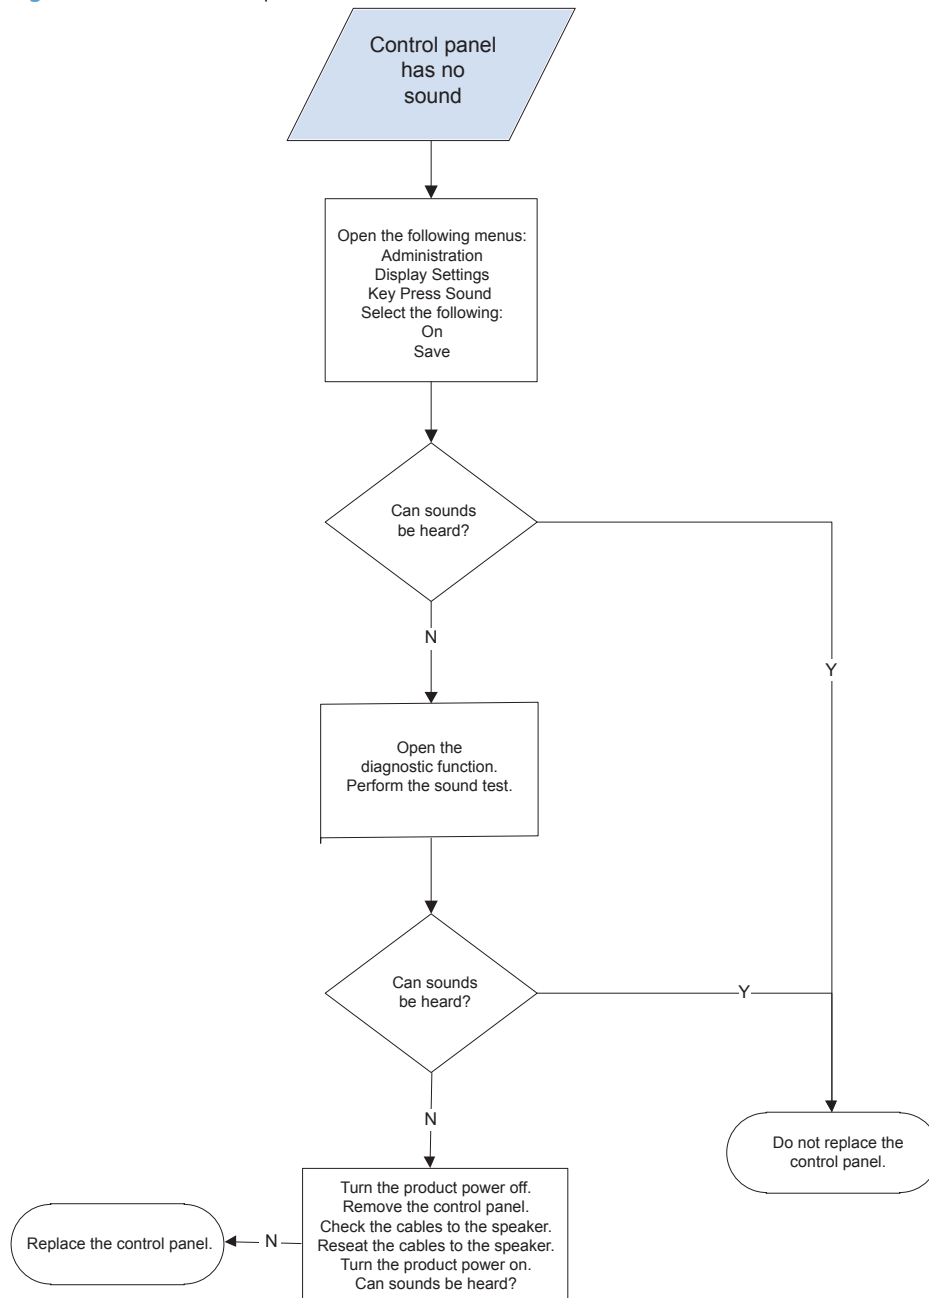 Control panel
has no
sound
Open the following menus:
Administration
Display Settings
Key Press Sound
Select the following:
On
Save
Can sounds
be heard?
N
Y
Open the
diagnostic function.
Perform the sound test.
Can sounds
be heard?
Y
N
Do not replace the
control panel.
Turn the product power off.
Remove the control panel.
Check the cables to the speaker.
Reseat the cables to the speaker.
Turn the product power on.
Can sounds be heard?
N
Replace the control panel.